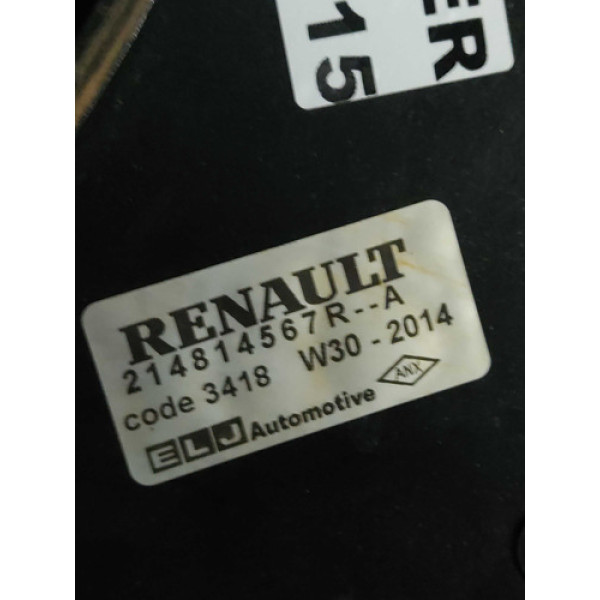 ER
15
RENAULT
214814567R--A
code 3418 W30 - 2014
ELJ Automotive ANX